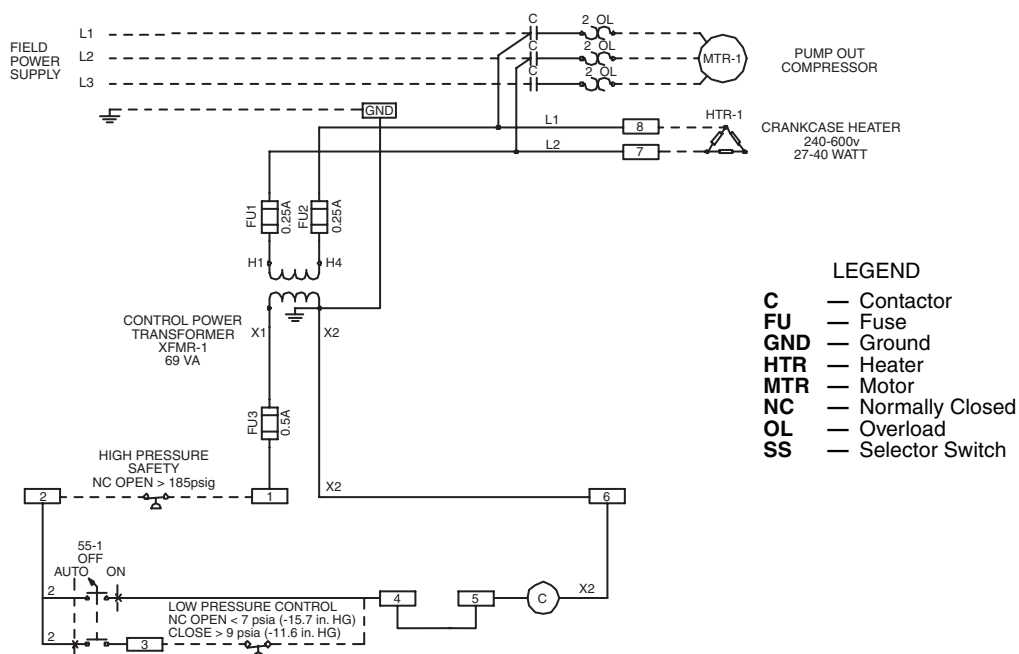 C
2 OL
L1
FIELD
POWER
SUPPLY
C
2 OL
L2
MTR-1
PUMP OUT
COMPRESSOR
C
2 OL
L3
GND
HTR-1
L1
8
CRANKCASE HEATER
240-600v
27-40 WATT
L2
7
FU1
0.25A
FU2
0.25A
H1
H4
LEGEND
C — Contactor
FU — Fuse
GND — Ground
HTR — Heater
MTR — Motor
NC — Normally Closed
OL — Overload
SS — Selector Switch
CONTROL POWER
TRANSFORMER
XFMR-1
69 VA
X1
X2
FU3
0.5A
HIGH PRESSURE
SAFETY
NC OPEN > 185psig
2
1
X2
6
55-1
OFF
AUTO ON
2
4
5
C
X2
LOW PRESSURE CONTROL
NC OPEN < 7 psia (-15.7 in. HG)
CLOSE > 9 psia (-11.6 in. HG)
2
3